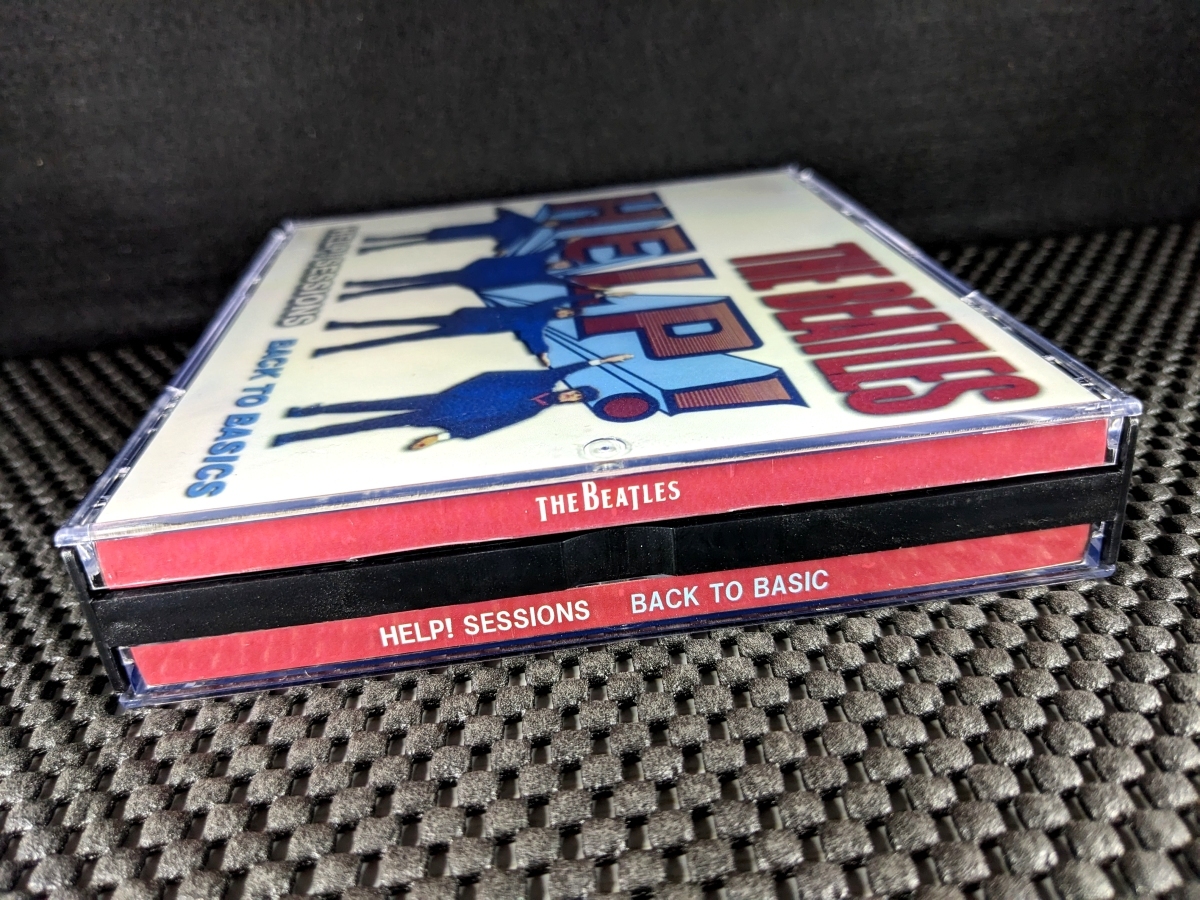 THE BEATLES
HELP!
HELP! SESSIONS BACK TO BASICS
THE BEATLES
HELP! SESSIONS BACK TO BASIC